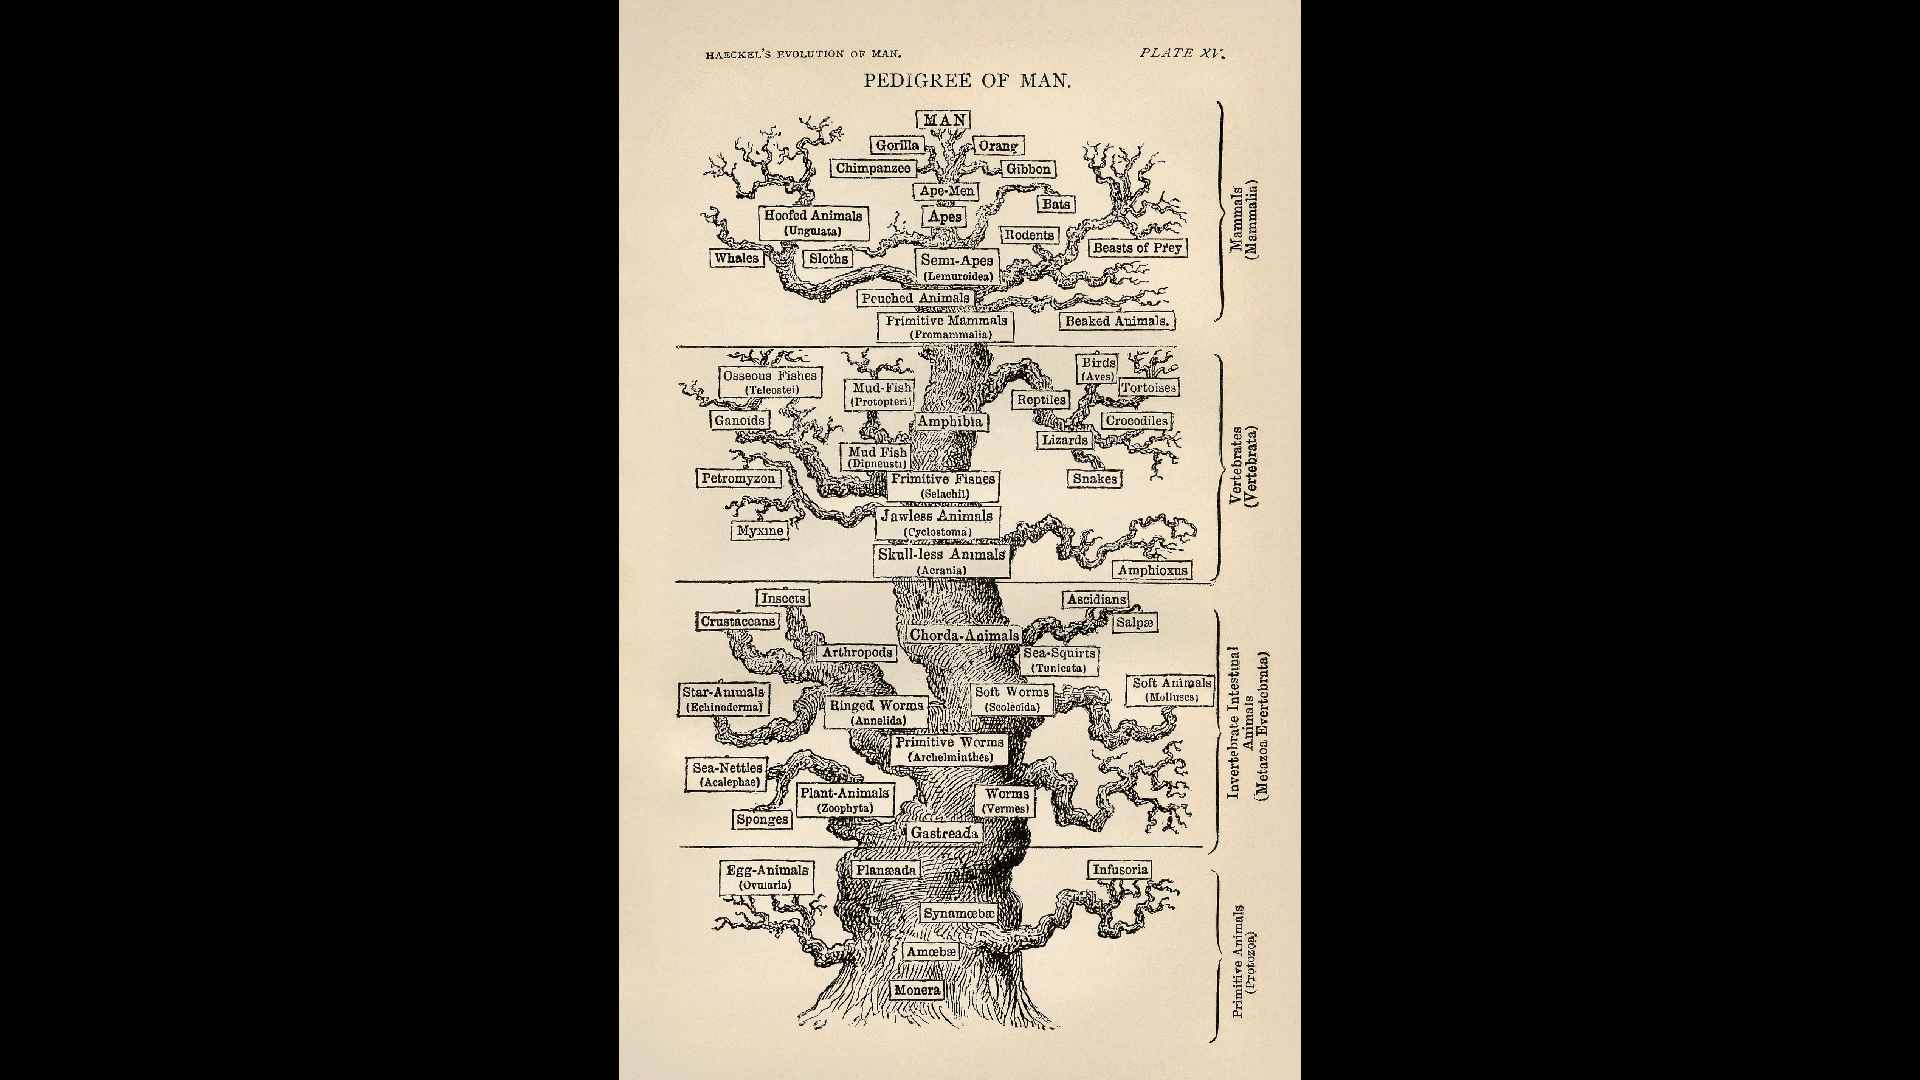 HAECKEL'S EVOLUTION OF MAN.
PLATE XV.
PEDIGREE OF MAN.
MAN
Gorilla
Orang
Chimpanzee
Gibbon
Ape-Men
Bats
Hoofed Animals
(Ungulata)
Apes
Rodents
Beasts of Prey
Whales
Sloths
Semi-Apes
(Lemuroidea)
Pouched Animals
Primitive Mammals
(Promammalia)
Beaked Animals.
Mammals
(Mammalia)
Osseous Fishes
(Teleostei)
Mud-Fish
(Protopteri)
Birds
(Aves)
Tortoises
Reptiles
Ganoids
Amphibia
Crocodiles
Lizards
Mud Fish
(Dipneusti)
Petromyzon
Primitive Fishes
(Selachii)
Snakes
Myxine
Jawless Animals
(Cyclostoma)
Skull-less Animals
(Acrania)
Amphioxus
Vertebrates
(Vertebrata)
Insects
Ascidians
Crustaceans
Salpæ
Chorda-Animals
Arthropods
Sea-Squirts
(Tunicata)
Star-Animals
(Echinoderma)
Ringed Worms
(Annelida)
Soft Worms
(Scolecida)
Soft Animals
(Molluscs)
Primitive Worms
(Archelminthes)
Sea-Nettles
(Acalephae)
Plant-Animals
(Zoophyta)
Worms
(Vermes)
Sponges
Gastreada
Invertebrate Intestinal
Animals
(Metazoa Evertebrata)
Egg-Animals
(Ovularia)
Planæada
Infusoria
Synamœbæ
Amœbæ
Monera
Primitive Animals
(Protozoa)